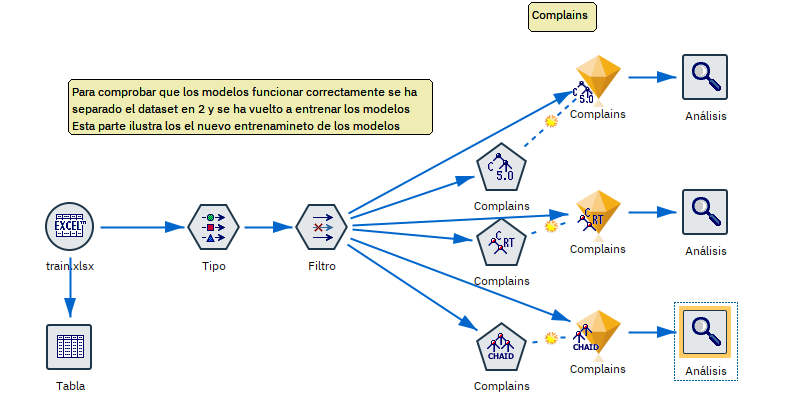 Complains
Para comprobar que los modelos funcionar correctamente se ha
separado el dataset en 2 y se ha vuelto a entrenar los modelos
Esta parte ilustra los el nuevo entrenamineto de los modelos
C
5.0
Complains
Análisis
C
5.0
Complains
EXCEL™
train.xlsx
Tipo
Filtro
C
RT
Complains
Análisis
C
RT
Complains
CHAID
Complains
Análisis
CHAID
Complains
Tabla